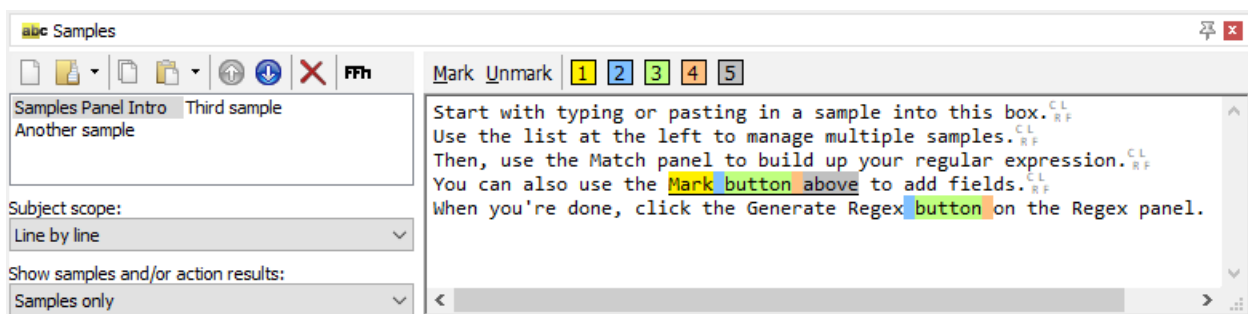 abc Samples
FFh
Mark Unmark 1 2 3 4 5
Samples Panel Intro Third sample
Another sample
Subject scope:
Line by line
Show samples and/or action results:
Samples only
Start with typing or pasting in a sample into this box.CRLF
Use the list at the left to manage multiple samples.CRLF
Then, use the Match panel to build up your regular expression.CRLF
You can also use the Mark button above to add fields.CRLF
When you're done, click the Generate Regex button on the Regex panel.